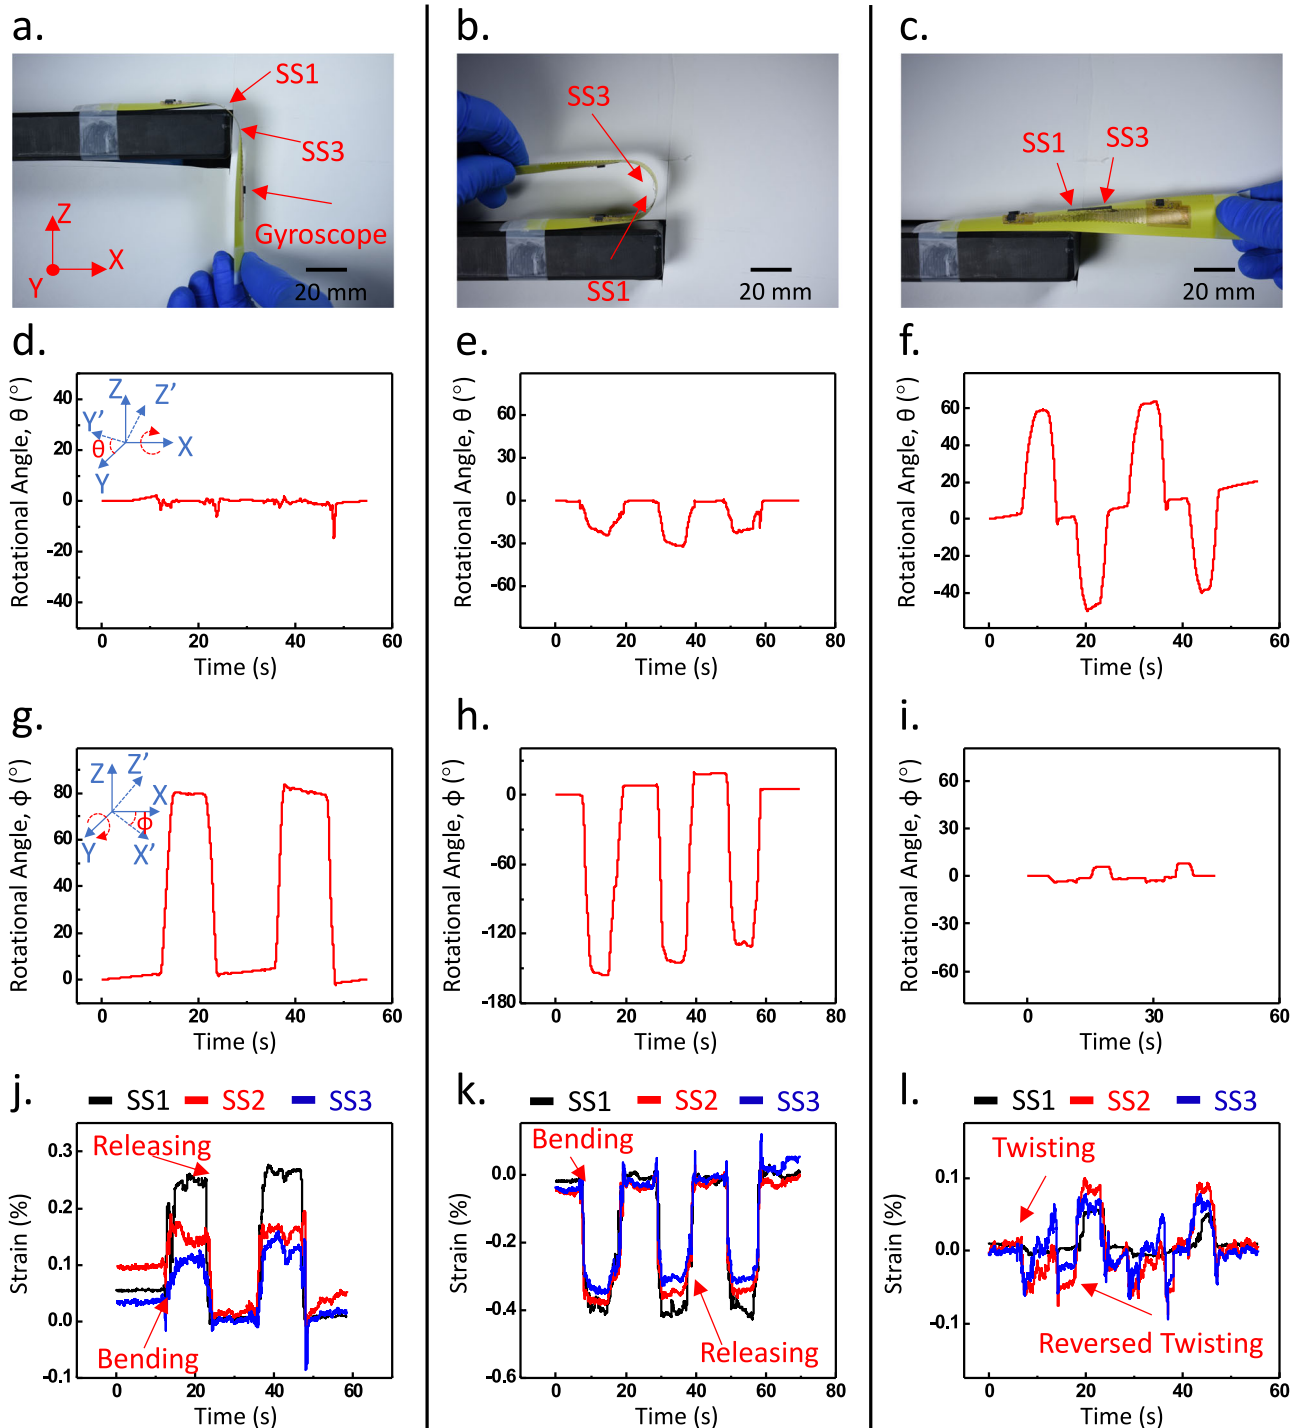 a.
b.
c.
SS1
SS3
Gyroscope
Z
X
Y
20 mm
SS3
SS1
20 mm
SS1
SS3
20 mm
d.
e.
f.
Rotational Angle, θ (°)
40
20
0
-20
-40
Z
Z’
Y’
θ
X
Y
0
20
40
60
Time (s)
Rotational Angle, θ (°)
60
30
0
-30
-60
0
20
40
60
80
Time (s)
Rotational Angle, θ (°)
60
40
20
0
-20
-40
0
20
40
60
Time (s)
g.
h.
i.
Rotational Angle, ϕ (°)
80
60
40
20
0
Z
Z'
X
ϕ
Y
X’
0
20
40
60
Time (s)
Rotational Angle, ϕ (°)
0
-60
-120
-180
0
20
40
60
80
Time (s)
Rotational Angle, ϕ (°)
60
30
0
-30
-60
0
30
60
Time (s)
j.
SS1
SS2
SS3
Strain (%)
0.3
0.2
0.1
0.0
-0.1
Releasing
Bending
0
20
40
60
Time (s)
k.
SS1
SS2
SS3
Strain (%)
0.0
-0.2
-0.4
-0.6
Bending
Releasing
0
20
40
60
80
Time (s)
l.
SS1
SS2
SS3
Strain (%)
0.1
0.0
-0.1
Twisting
Reversed Twisting
0
20
40
60
Time (s)